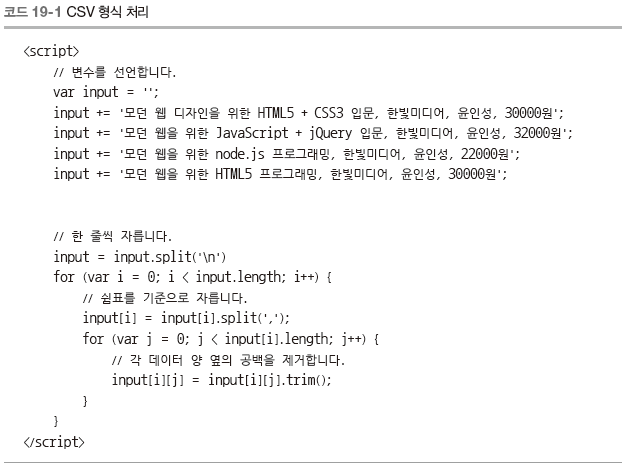 코드 19-1 CSV 형식 처리
<script>
// 변수를 선언합니다.
var input = '';
input += '모던 웹 디자인을 위한 HTML5 + CSS3 입문, 한빛미디어, 윤인성, 30000원';
input += '모던 웹을 위한 JavaScript + jQuery 입문, 한빛미디어, 윤인성, 32000원';
input += '모던 웹을 위한 node.js 프로그래밍, 한빛미디어, 윤인성, 22000원';
input += '모던 웹을 위한 HTML5 프로그래밍, 한빛미디어, 윤인성, 30000원';
// 한 줄씩 자릅니다.
input = input.split('\n')
for (var i = 0; i < input.length; i++) {
// 쉼표를 기준으로 자릅니다.
input[i] = input[i].split(',');
for (var j = 0; j < input[i].length; j++) {
// 각 데이터 양 옆의 공백을 제거합니다.
input[i][j] = input[i][j].trim();
}
}
</script>